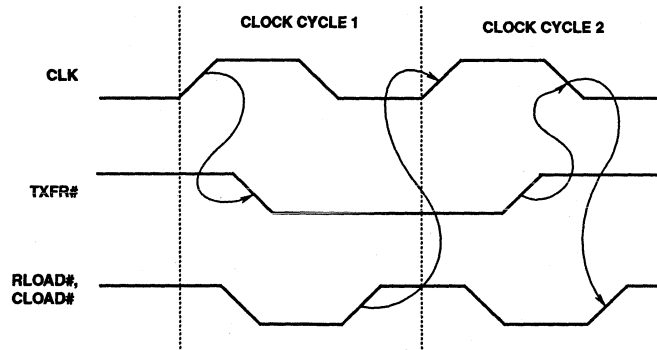 CLOCK CYCLE 1
CLOCK CYCLE 2
CLK
TXFR#
RLOAD#,
CLOAD#